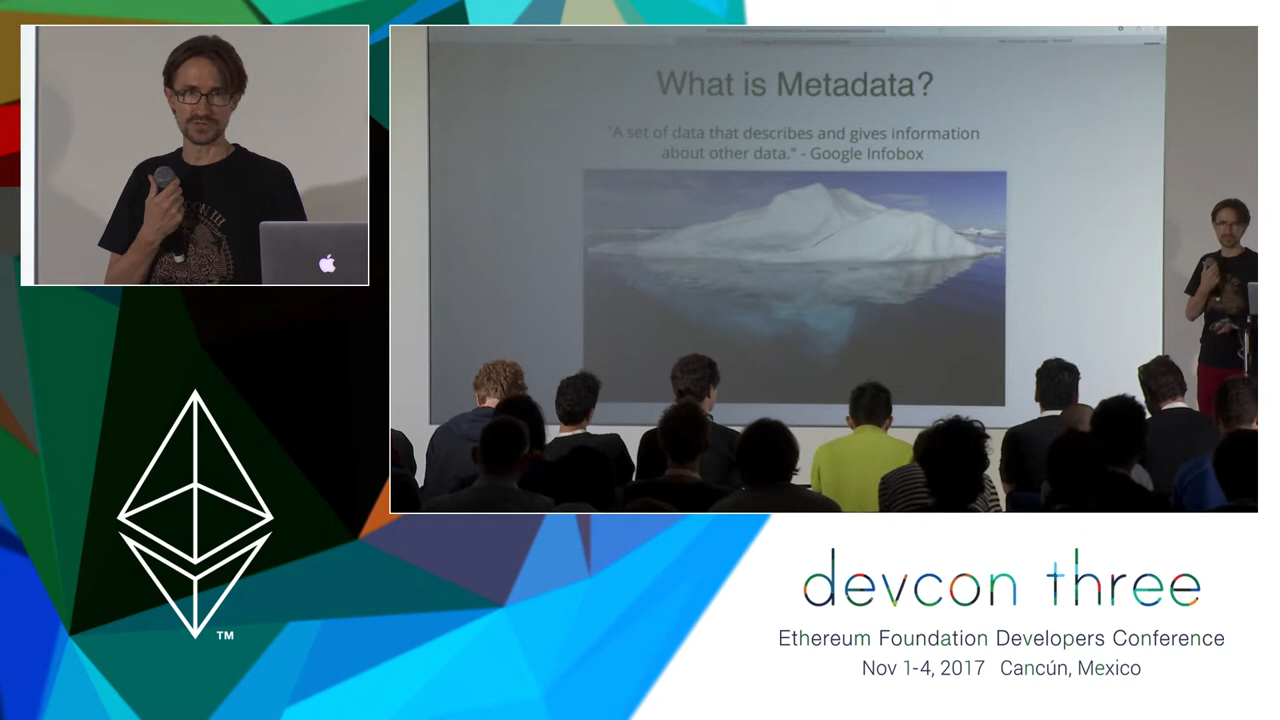 What is Metadata?
"A set of data that describes and gives information
about other data." - Google Infobox
TM
devcon three
Ethereum Foundation Developers Conference
Nov 1-4, 2017 Cancún, Mexico